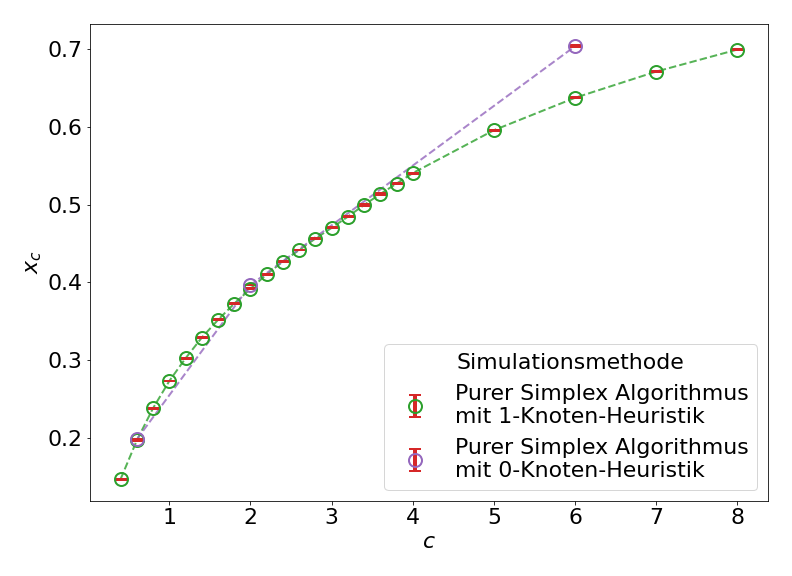 0.7
0.6
0.5
0.4
0.3
0.2
x_c
Simulationsmethode
Purer Simplex Algorithmus
mit 1-Knoten-Heuristik
Purer Simplex Algorithmus
mit 0-Knoten-Heuristik
1 2 3 4 5 6 7 8
c